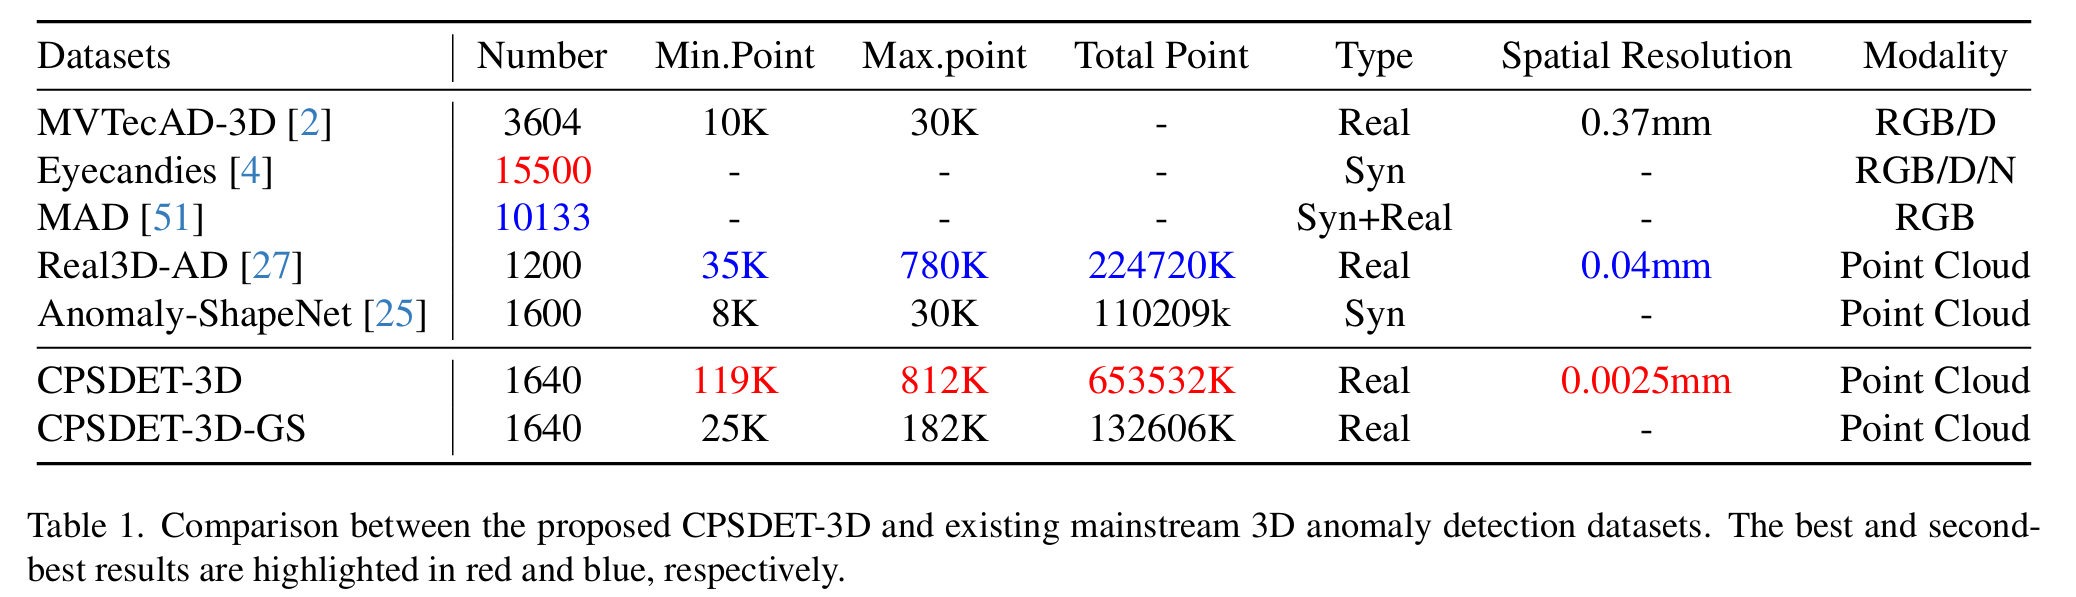 Datasets Number Min.Point Max.point Total Point Type Spatial Resolution Modality
MVTecAD-3D [2] 3604 10K 30K - Real 0.37mm RGB/D
Eyecandies [4] 15500 - - - Syn - RGB/D/N
MAD [51] 10133 - - - Syn+Real - RGB
Real3D-AD [27] 1200 35K 780K 224720K Real 0.04mm Point Cloud
Anomaly-ShapeNet [25] 1600 8K 30K 110209k Syn - Point Cloud
CPSDET-3D 1640 119K 812K 653532K Real 0.0025mm Point Cloud
CPSDET-3D-GS 1640 25K 182K 132606K Real - Point Cloud
Table 1. Comparison between the proposed CPSDET-3D and existing mainstream 3D anomaly detection datasets. The best and second-
best results are highlighted in red and blue, respectively.